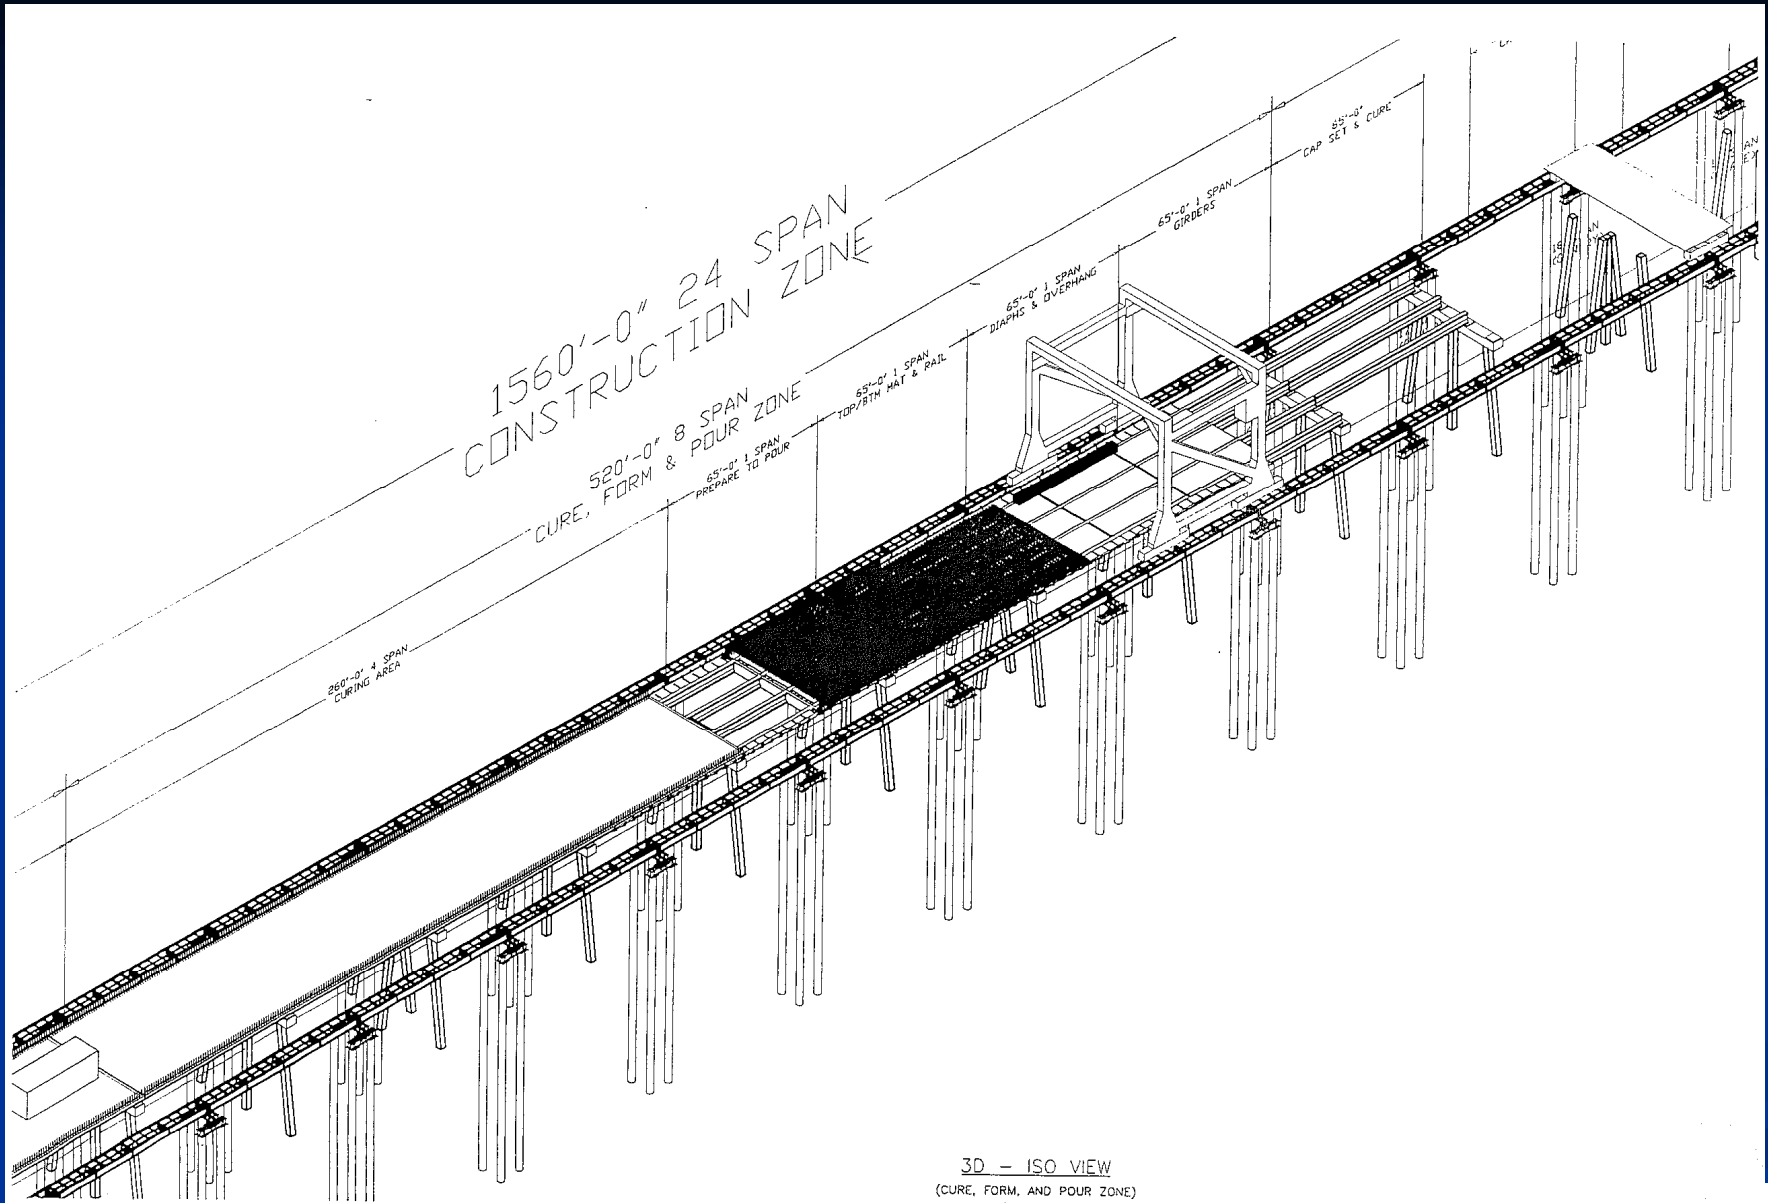 1560'-0" 24 SPAN
CONSTRUCTION ZONE
520'-0" 8 SPAN
CURE, FORM & POUR ZONE
260'-0" 4 SPAN
CURING AREA
65'-0" 1 SPAN
PREPARE TO POUR
65'-0" 1 SPAN
TOP/BTM MAT & RAIL
65'-0" 1 SPAN
DIAPHS & OVERHANG
65'-0" 1 SPAN
GIRDERS
65'-0"
CAP SET & CURE
3D - ISO VIEW
(CURE, FORM, AND POUR ZONE)